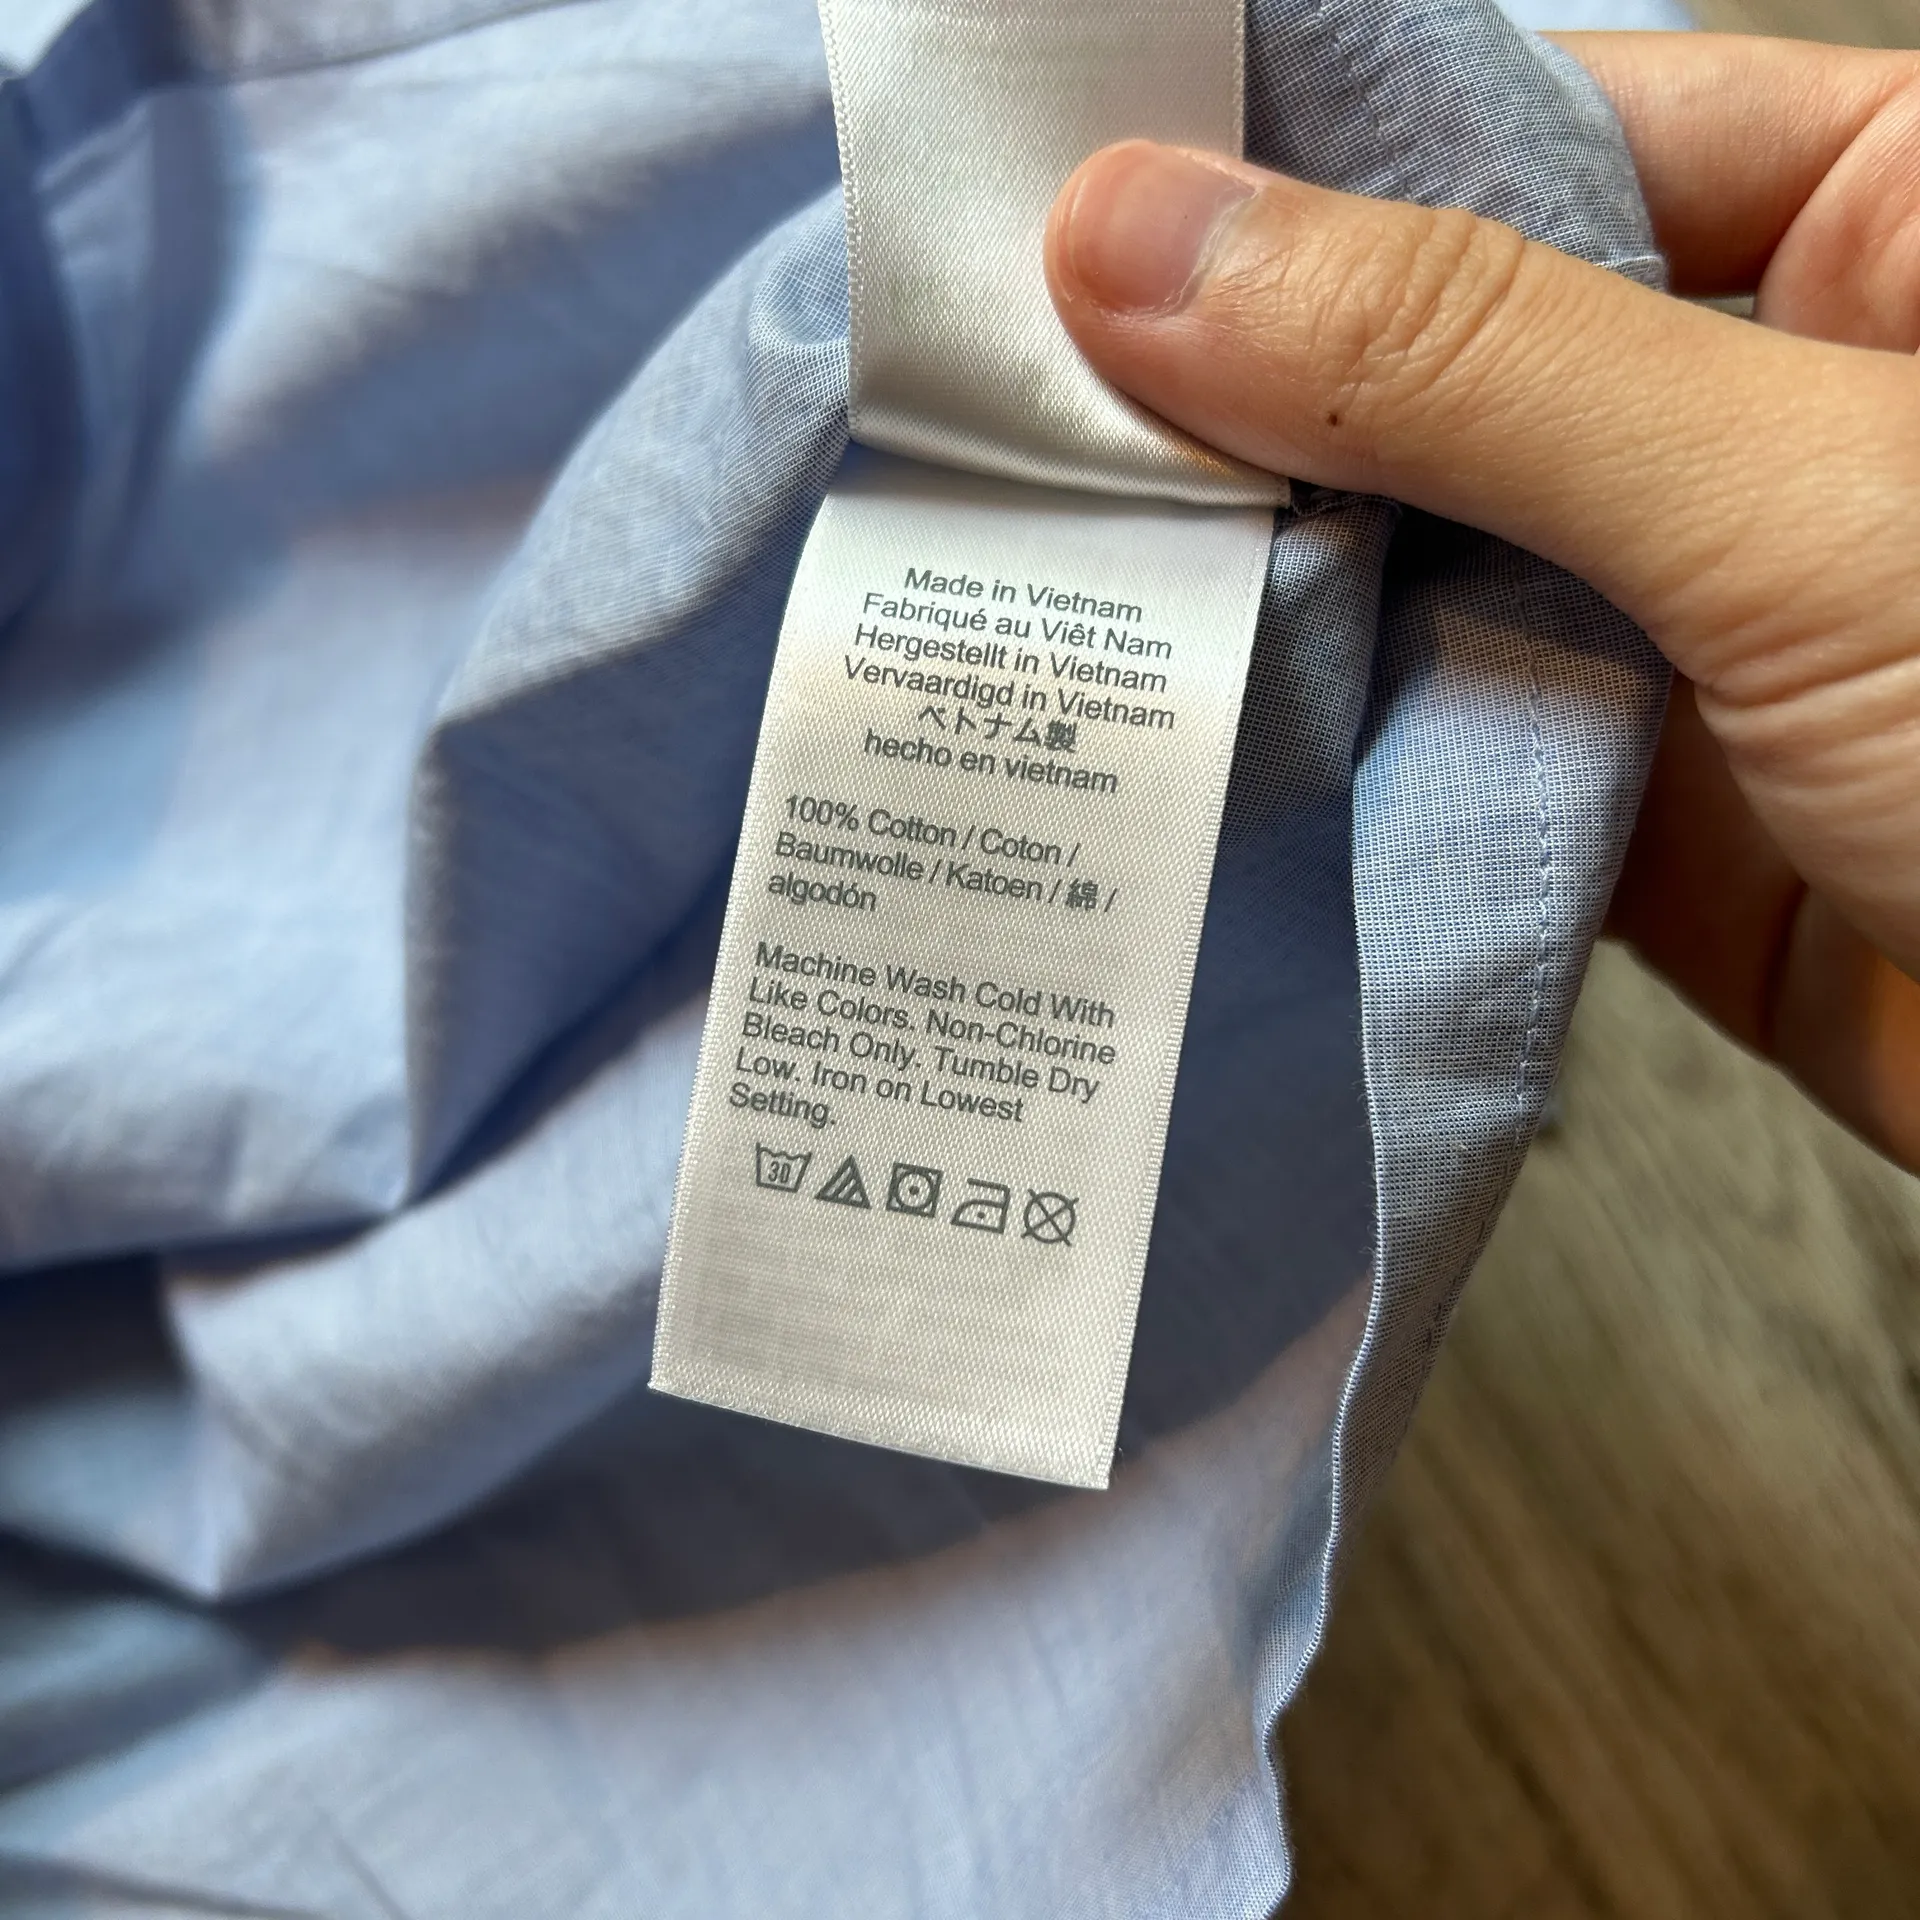 Made in Vietnam
Fabriqué au Viêt Nam
Hergestellt in Vietnam
Vervaardigd in Vietnam
ベトナム製
hecho en vietnam
100% Cotton / Coton /
Baumwolle / Katoen / 綿 /
algodón
Machine Wash Cold With
Like Colors. Non-Chlorine
Bleach Only. Tumble Dry
Low. Iron on Lowest
Setting.
30